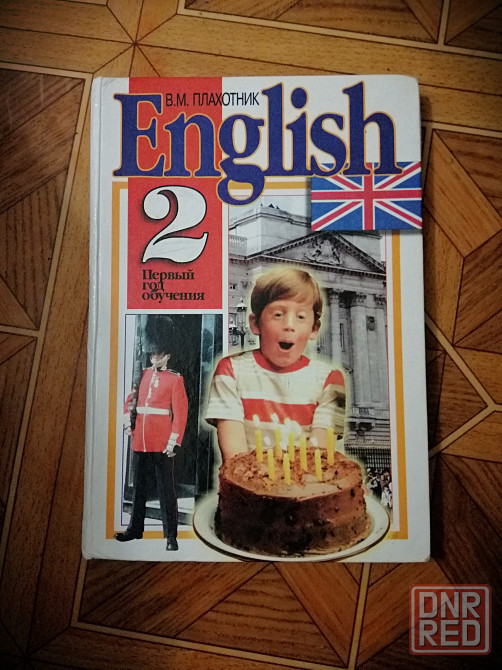 В.М. ПЛАХОТНИК
English
2
Первый
год
обучения
DNR
RED